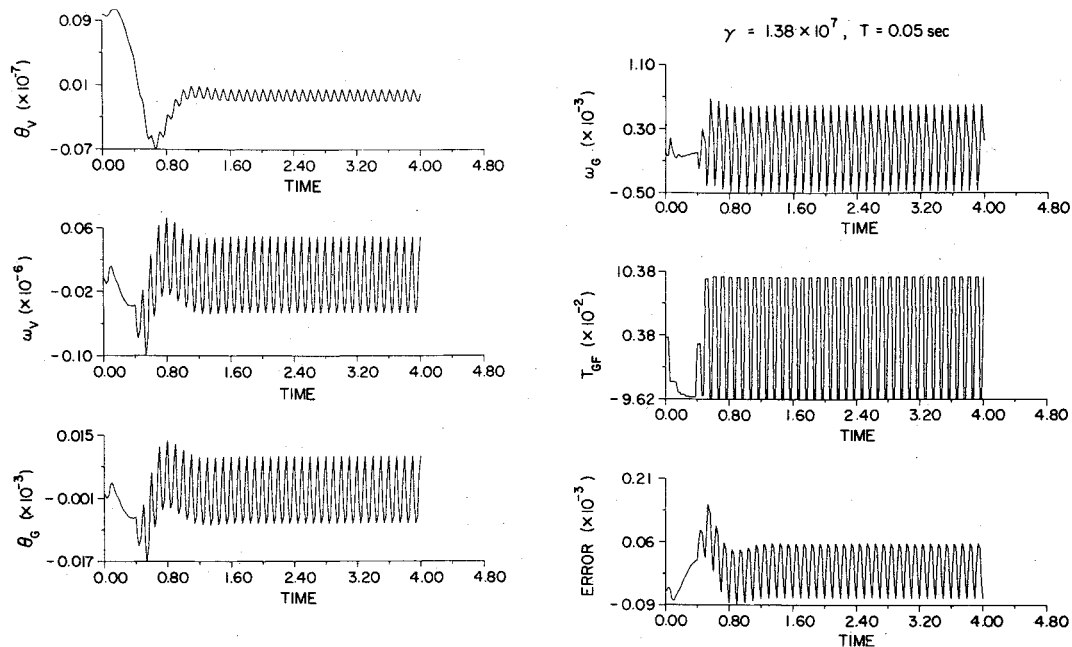 0.09
0.01
-0.07
θV (×10⁻⁷)
0.00 0.80 1.60 2.40 3.20 4.00 4.80
TIME
0.06
-0.02
-0.10
ωV (×10⁻⁶)
0.00 0.80 1.60 2.40 3.20 4.00 4.80
TIME
0.015
-0.001
-0.017
θG (×10⁻³)
0.00 0.80 1.60 2.40 3.20 4.00 4.80
TIME
γ = 1.38 × 10⁷, T = 0.05 sec
1.10
0.30
-0.50
ωG (×10⁻³)
0.00 0.80 1.60 2.40 3.20 4.00 4.80
TIME
10.38
0.38
-9.62
TGF (×10⁻²)
0.00 0.80 1.60 2.40 3.20 4.00 4.80
TIME
0.21
0.06
-0.09
ERROR (×10⁻³)
0.00 0.80 1.60 2.40 3.20 4.00 4.80
TIME